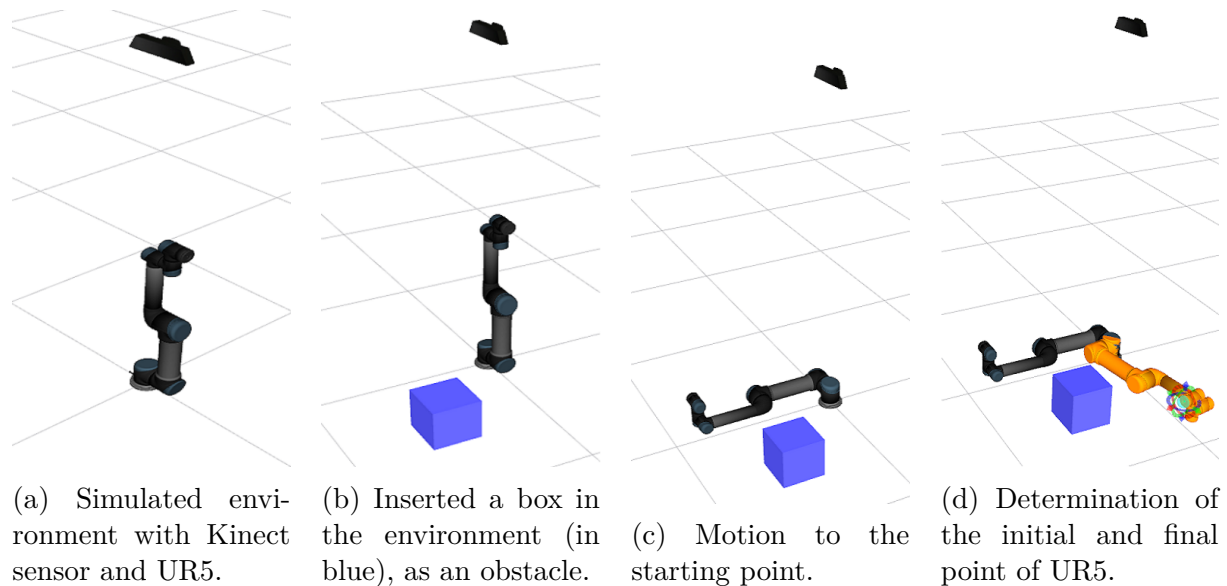 (a) Simulated envi-
ronment with Kinect
sensor and UR5.
(b) Inserted a box in
the environment (in
blue), as an obstacle.
(c) Motion to the
starting point.
(d) Determination of
the initial and final
point of UR5.